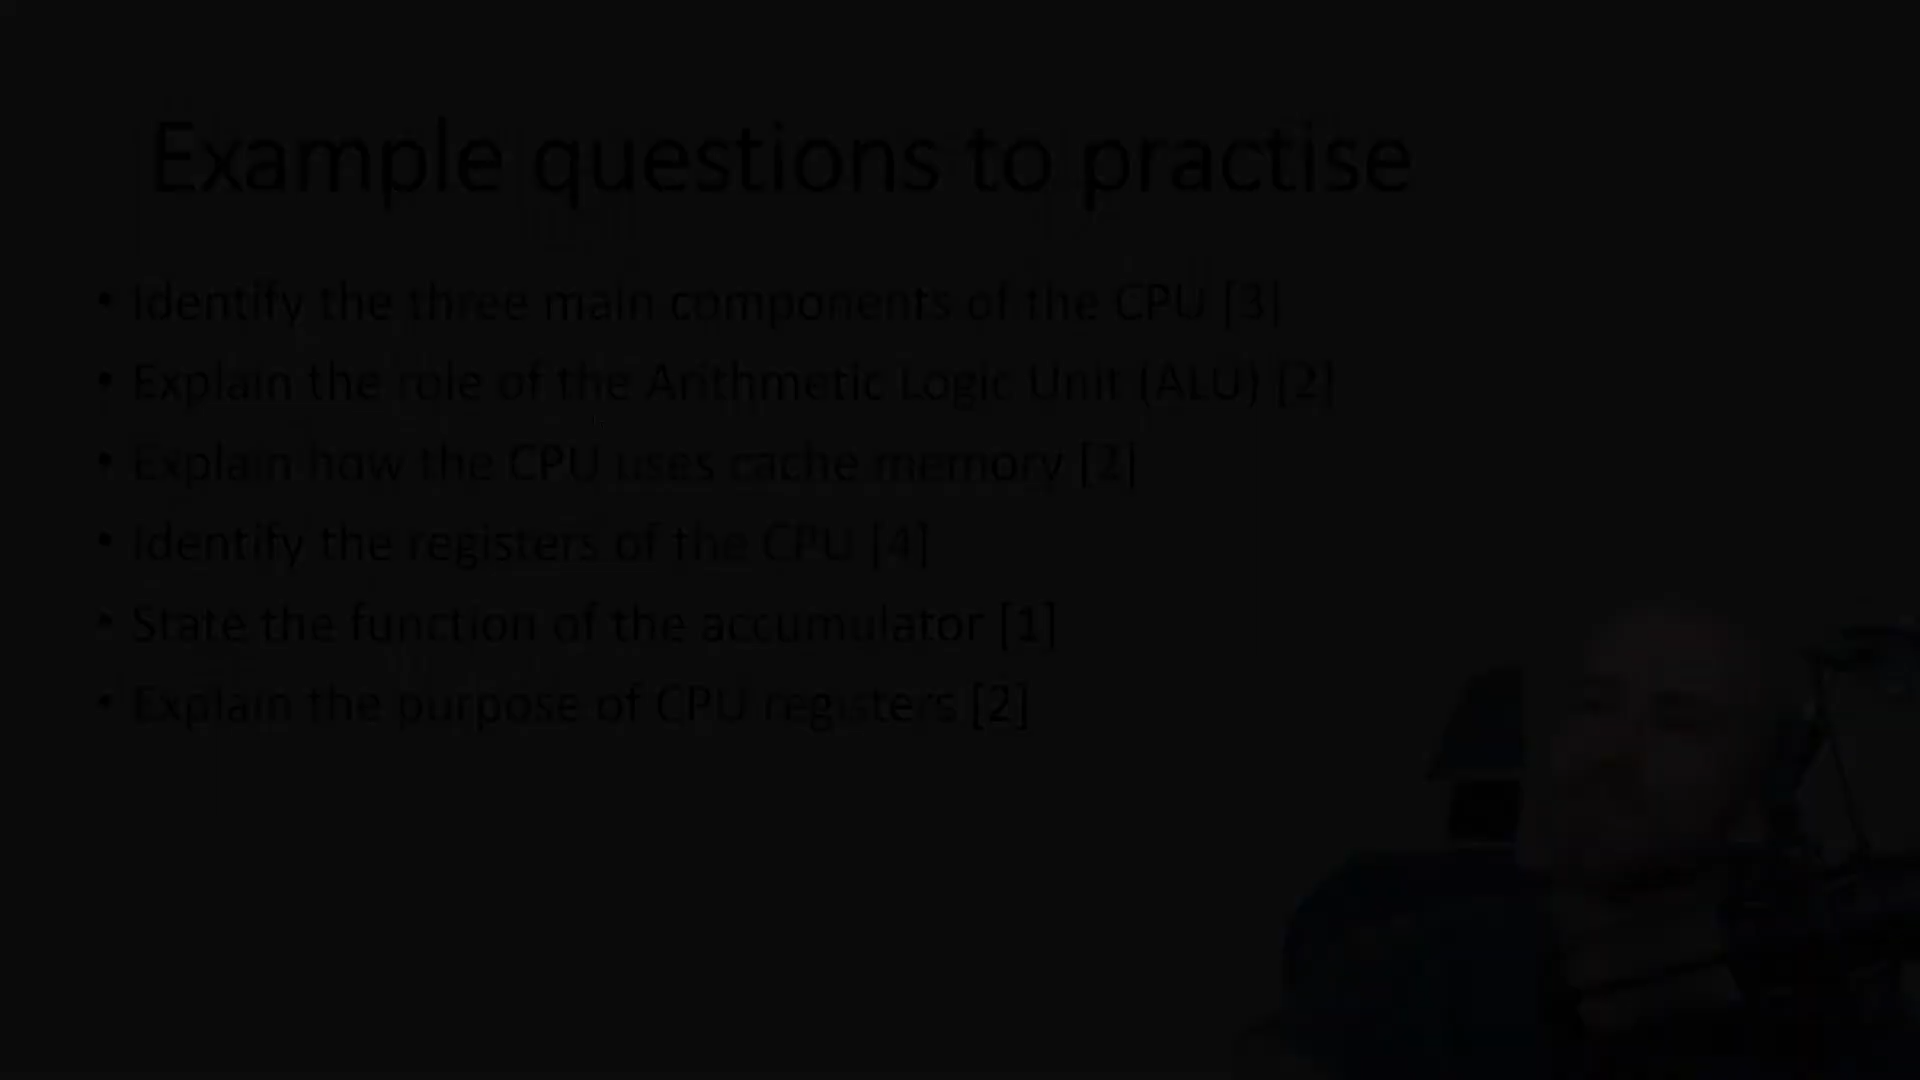 Example questions to practise
• Identify the three main components of the CPU [3]
• Explain the role of the Arithmetic Logic Unit (ALU) [2]
• Explain how the CPU uses cache memory [2]
• Identify the registers of the CPU [4]
• State the function of the accumulator [1]
• Explain the purpose of CPU registers [2]